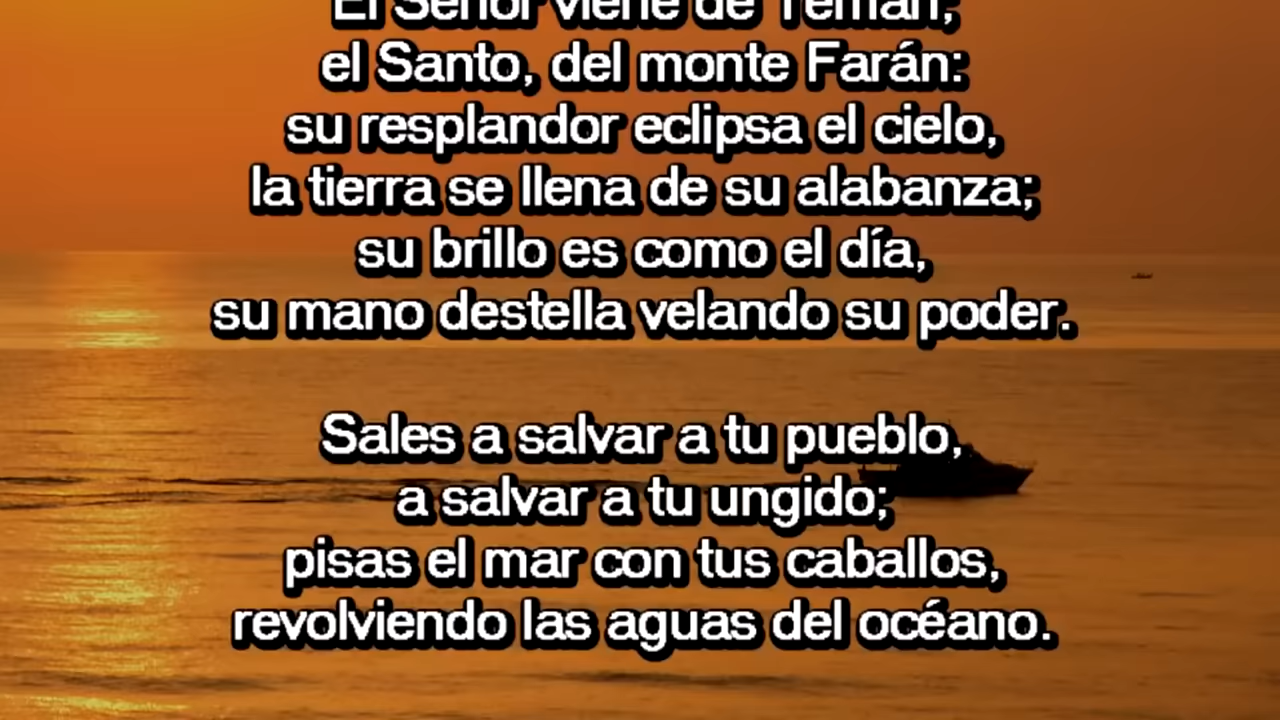 El Señor viene de Temán;
el Santo, del monte Farán:
su resplandor eclipsa el cielo,
la tierra se llena de su alabanza;
su brillo es como el día,
su mano destella velando su poder.
Sales a salvar a tu pueblo,
a salvar a tu ungido;
pisas el mar con tus caballos,
revolviendo las aguas del océano.